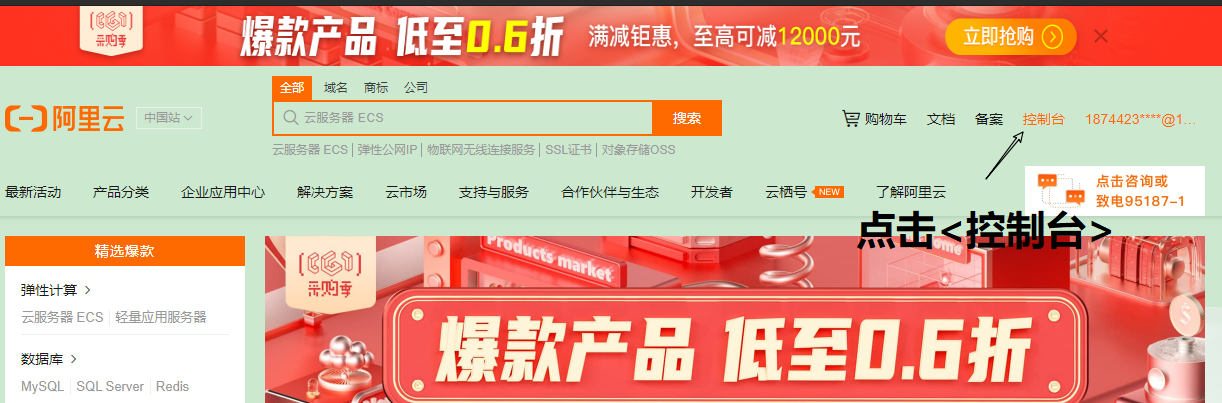 采购季
爆款产品 低至0.6折
满减钜惠，至高可减12000元
立即抢购
全部 域名 商标 公司
阿里云
中国站
云服务器 ECS
搜索
购物车 文档 备案 控制台 1874423****@1...
云服务器 ECS | 弹性公网IP | 物联网无线连接服务 | SSL证书 | 对象存储OSS
最新活动 产品分类 企业应用中心 解决方案 云市场 支持与服务 合作伙伴与生态 开发者 云栖号 NEW 了解阿里云
点击咨询或
致电95187-1
点击<控制台>
精选爆款
弹性计算
云服务器 ECS | 轻量应用服务器
数据库
MySQL | SQL Server | Redis
采购季
Products market
home
爆款产品 低至0.6折